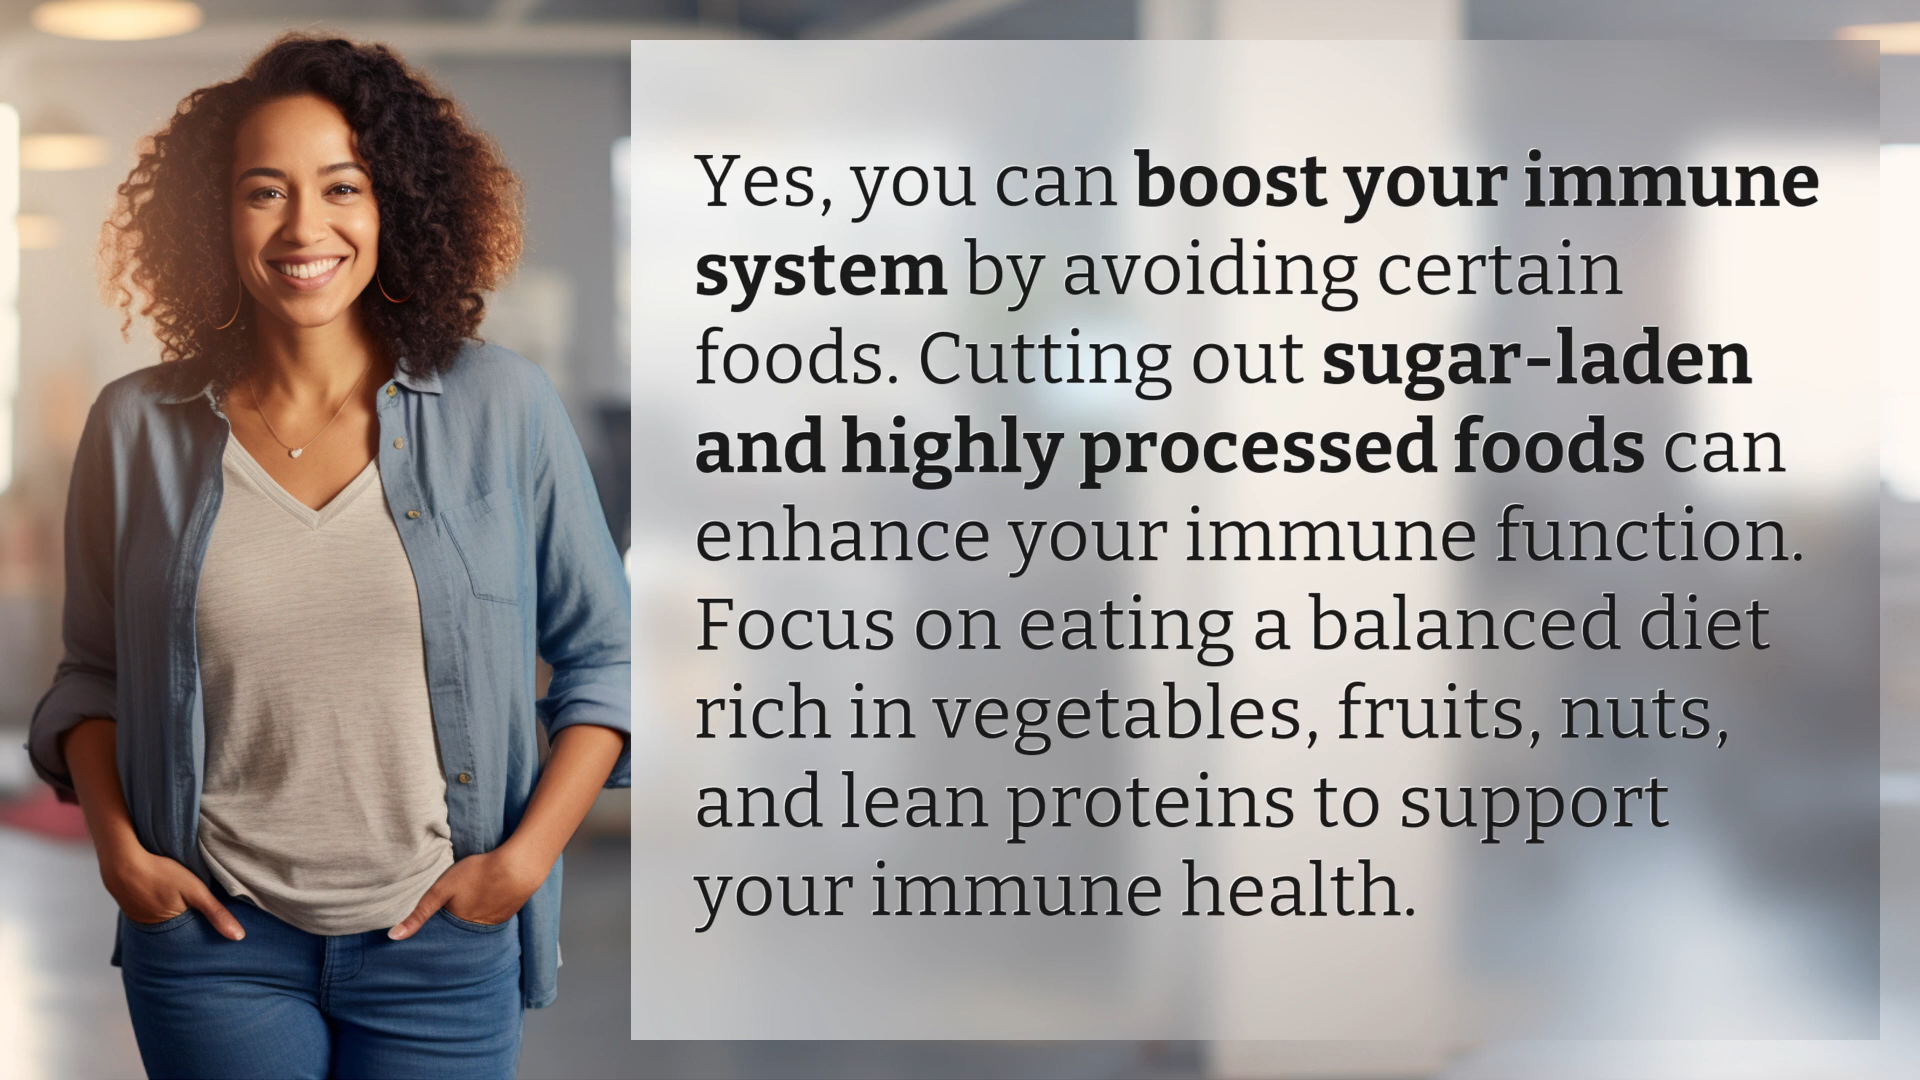 Yes, you can boost your immune
system by avoiding certain
foods. Cutting out sugar-laden
and highly processed foods can
enhance your immune function.
Focus on eating a balanced diet
rich in vegetables, fruits, nuts,
and lean proteins to support
your immune health.